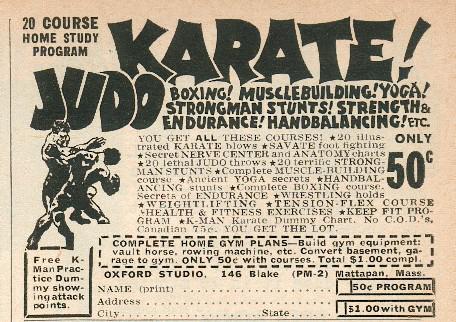 20 COURSE
HOME STUDY
PROGRAM
KARATE!
JUDO
BOXING! MUSCLEBUILDING! YOGA!
STRONGMAN STUNTS! STRENGTH &
ENDURANCE! HANDBALANCING! ETC.
YOU GET ALL THESE COURSES! ★20 illus-
trated KARATE blows ★SAVATE foot fighting
★Secret NERVE CENTER and ANATOMY charts
★20 lethal JUDO throws ★20 terrific STRONG-
MAN STUNTS ★Complete MUSCLE-BUILDING
course ★Ancient YOGA secrets ★HANDBAL-
ANCING stunts ★Complete BOXING course.
Secrets of ENDURANCE ★WRESTLING holds
★WEIGHTLIFTING ★TENSION-FLEX COURSE
★HEALTH & FITNESS EXERCISES ★KEEP FIT PRO-
GRAM ★K-MAN Karate Dummy Chart. No C.O.D.'s,
Canadian 75c. YOU GET THE LOT.
ONLY
50¢
COMPLETE HOME GYM PLANS—Build gym equipment:
vault horse, rowing machine, etc. Convert basement, ga-
rage to gym. ONLY 50c with courses. Total $1.00 compl.
Free K-
Man Prac-
tice Dum-
my show-
ing attack
points.
OXFORD STUDIO, 146 Blake (PM-2) Mattapan, Mass.
NAME (print)
Address
City State
50c PROGRAM
$1.00 with GYM